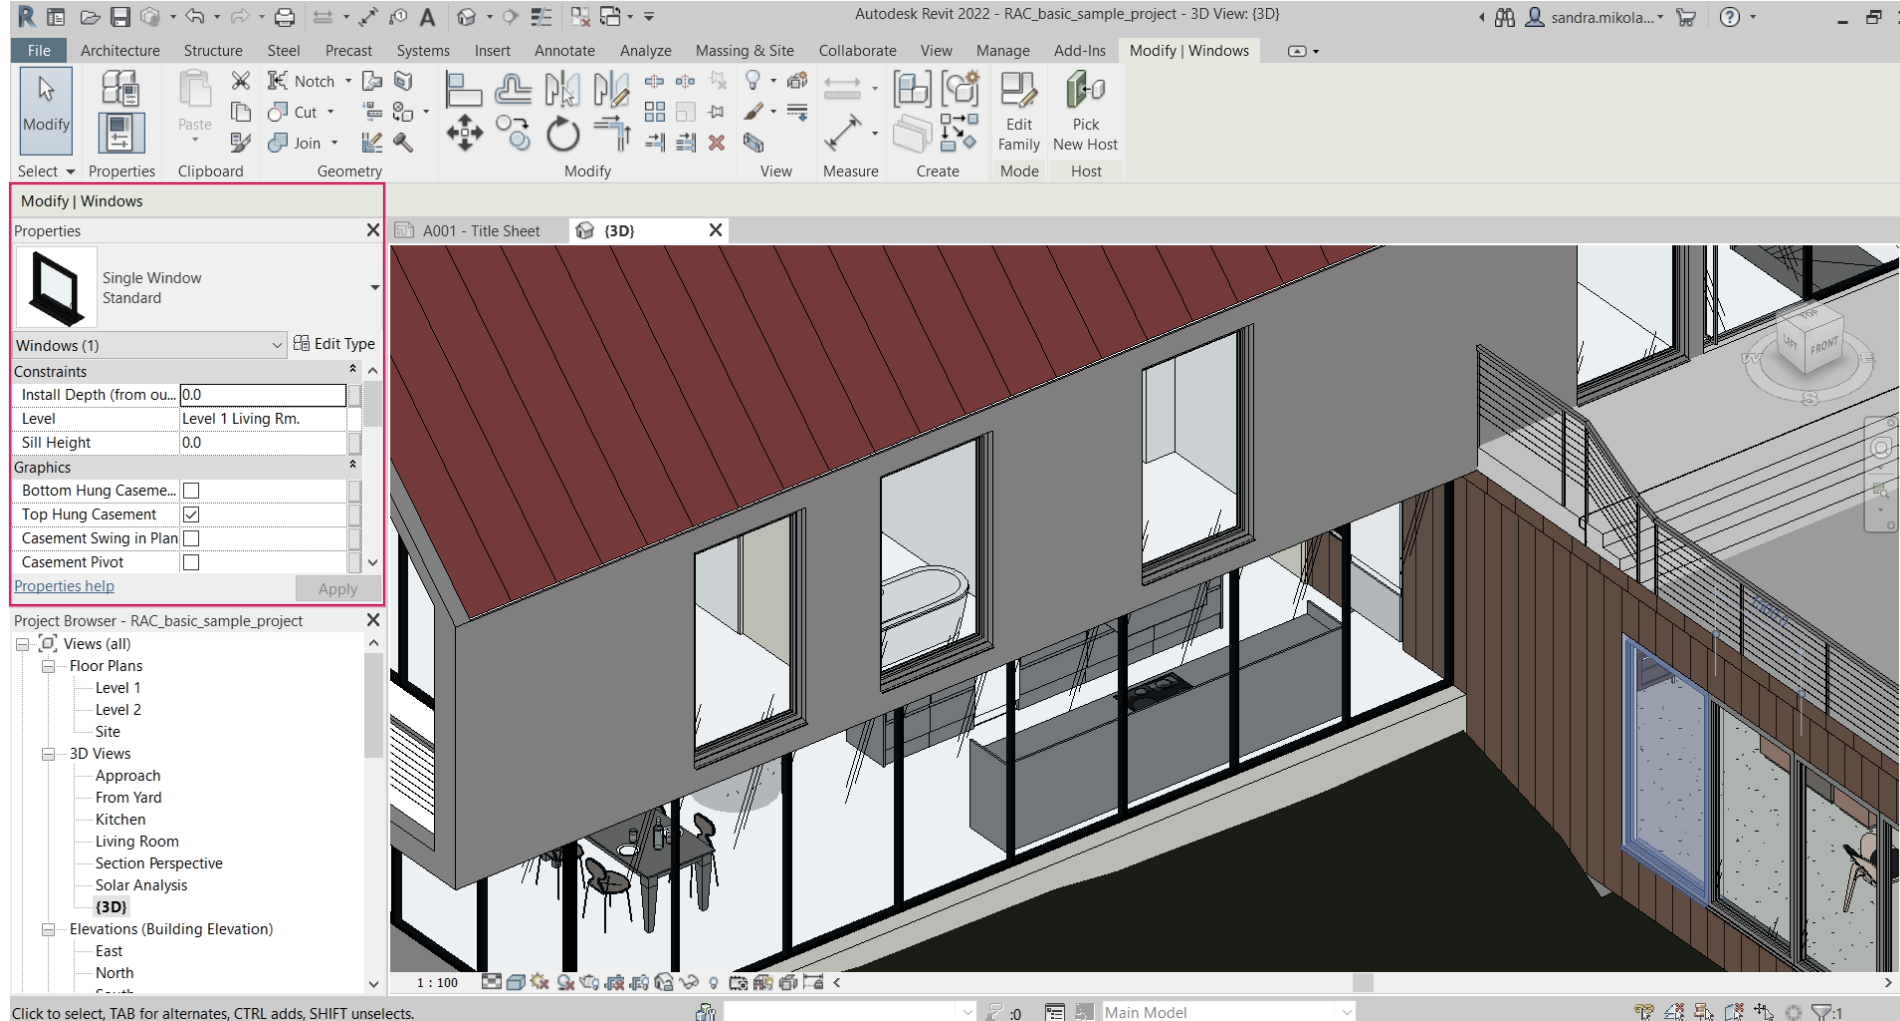 Autodesk Revit 2022 - RAC_basic_sample_project - 3D View: {3D}
sandra.mikola...
File Architecture Structure Steel Precast Systems Insert Annotate Analyze Massing & Site Collaborate View Manage Add-Ins Modify | Windows
Modify
Paste
Notch
Cut
Join
Edit
Family
Pick
New Host
Select Properties Clipboard Geometry Modify View Measure Create Mode Host
Modify | Windows
Properties
A001 - Title Sheet
{3D}
Single Window
Standard
Windows (1)
Edit Type
Constraints
Install Depth (from ou... 0.0
Level Level 1 Living Rm.
Sill Height 0.0
Graphics
Bottom Hung Caseme...
Top Hung Casement
Casement Swing in Plan
Casement Pivot
Properties help
Apply
Project Browser - RAC_basic_sample_project
Views (all)
Floor Plans
Level 1
Level 2
Site
3D Views
Approach
From Yard
Kitchen
Living Room
Section Perspective
Solar Analysis
{3D}
Elevations (Building Elevation)
East
North
South
TOP
LEFT FRONT
W E
S
1 : 100
Click to select, TAB for alternates, CTRL adds, SHIFT unselects.
:0
Main Model
:1